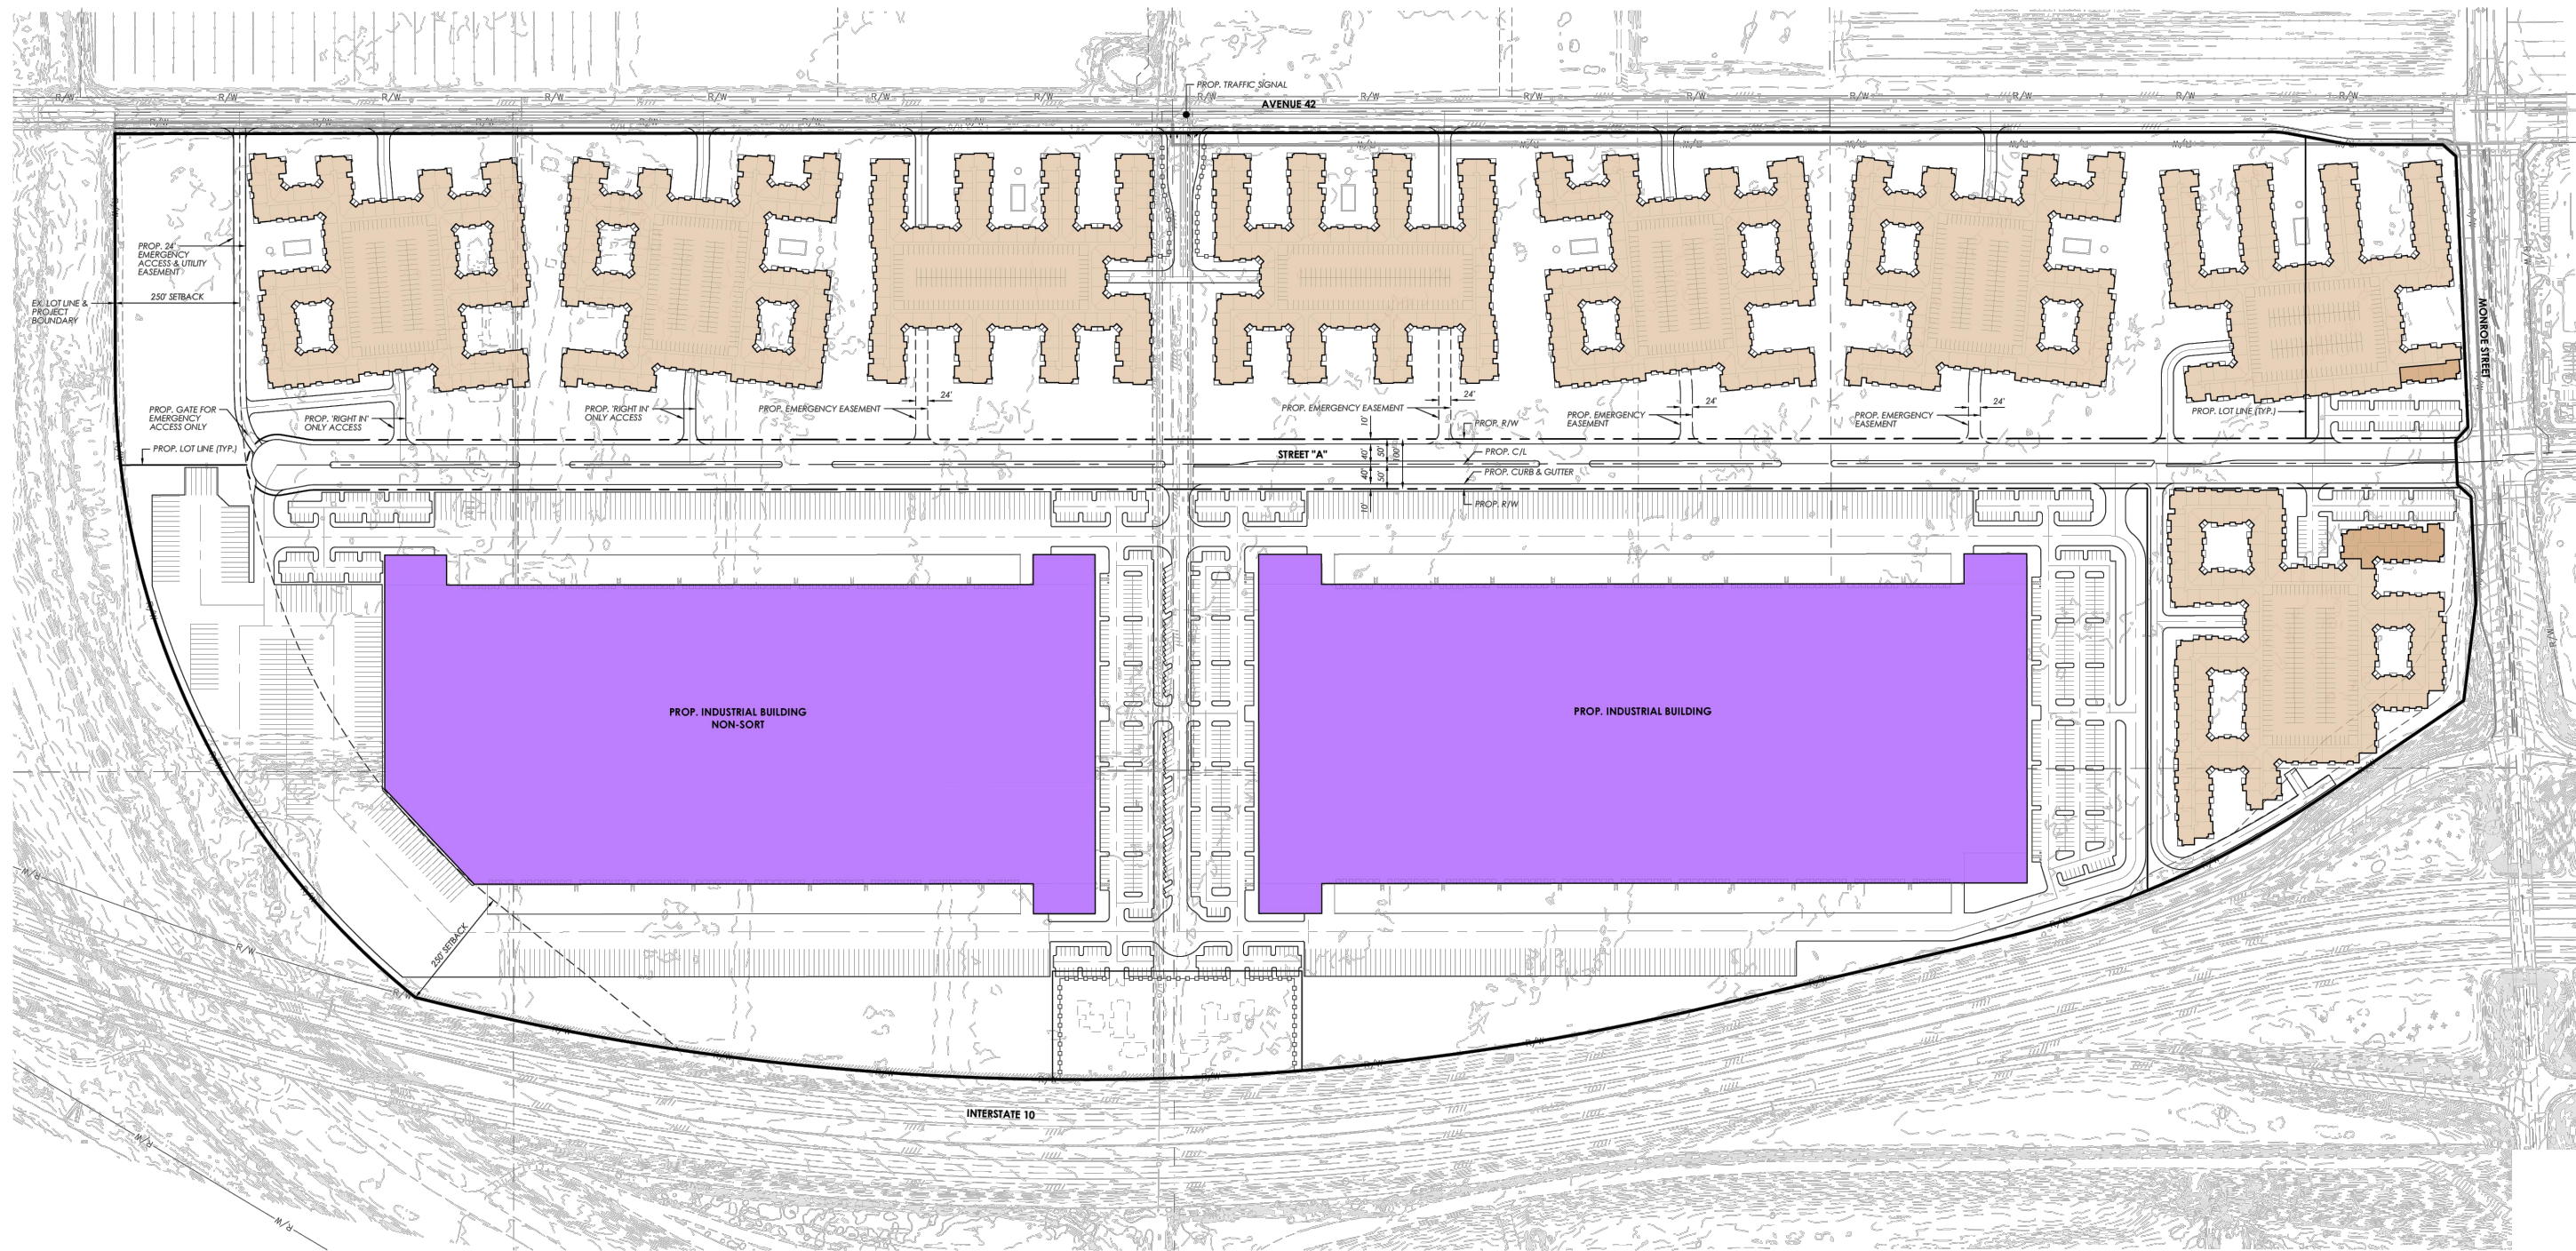 PROP. TRAFFIC SIGNAL
R/W R/W R/W R/W R/W R/W R/W R/W R/W R/W R/W R/W R/W R/W R/W
AVENUE 42
R/W R/W R/W R/W R/W R/W
PROP. 24'
EMERGENCY
ACCESS & UTILITY
EASEMENT
250' SETBACK
EX. LOT LINE &
PROJECT
BOUNDARY
MONROE STREET
PROP. GATE FOR
EMERGENCY
ACCESS ONLY
PROP. 'RIGHT IN'
ONLY ACCESS
PROP. 'RIGHT IN'
ONLY ACCESS
PROP. EMERGENCY EASEMENT
24'
PROP. EMERGENCY EASEMENT
24'
PROP. EMERGENCY
EASEMENT
24'
PROP. EMERGENCY
EASEMENT
24'
PROP. LOT LINE (TYP.)
PROP. LOT LINE (TYP.)
STREET "A"
10'
40'
50'
100'
40'
50'
10'
PROP. R/W
PROP. C/L
PROP. CURB & GUTTER
PROP. R/W
PROP. INDUSTRIAL BUILDING
NON-SORT
PROP. INDUSTRIAL BUILDING
250' SETBACK
R/W
R/W
R/W
R/W
R/W
INTERSTATE 10